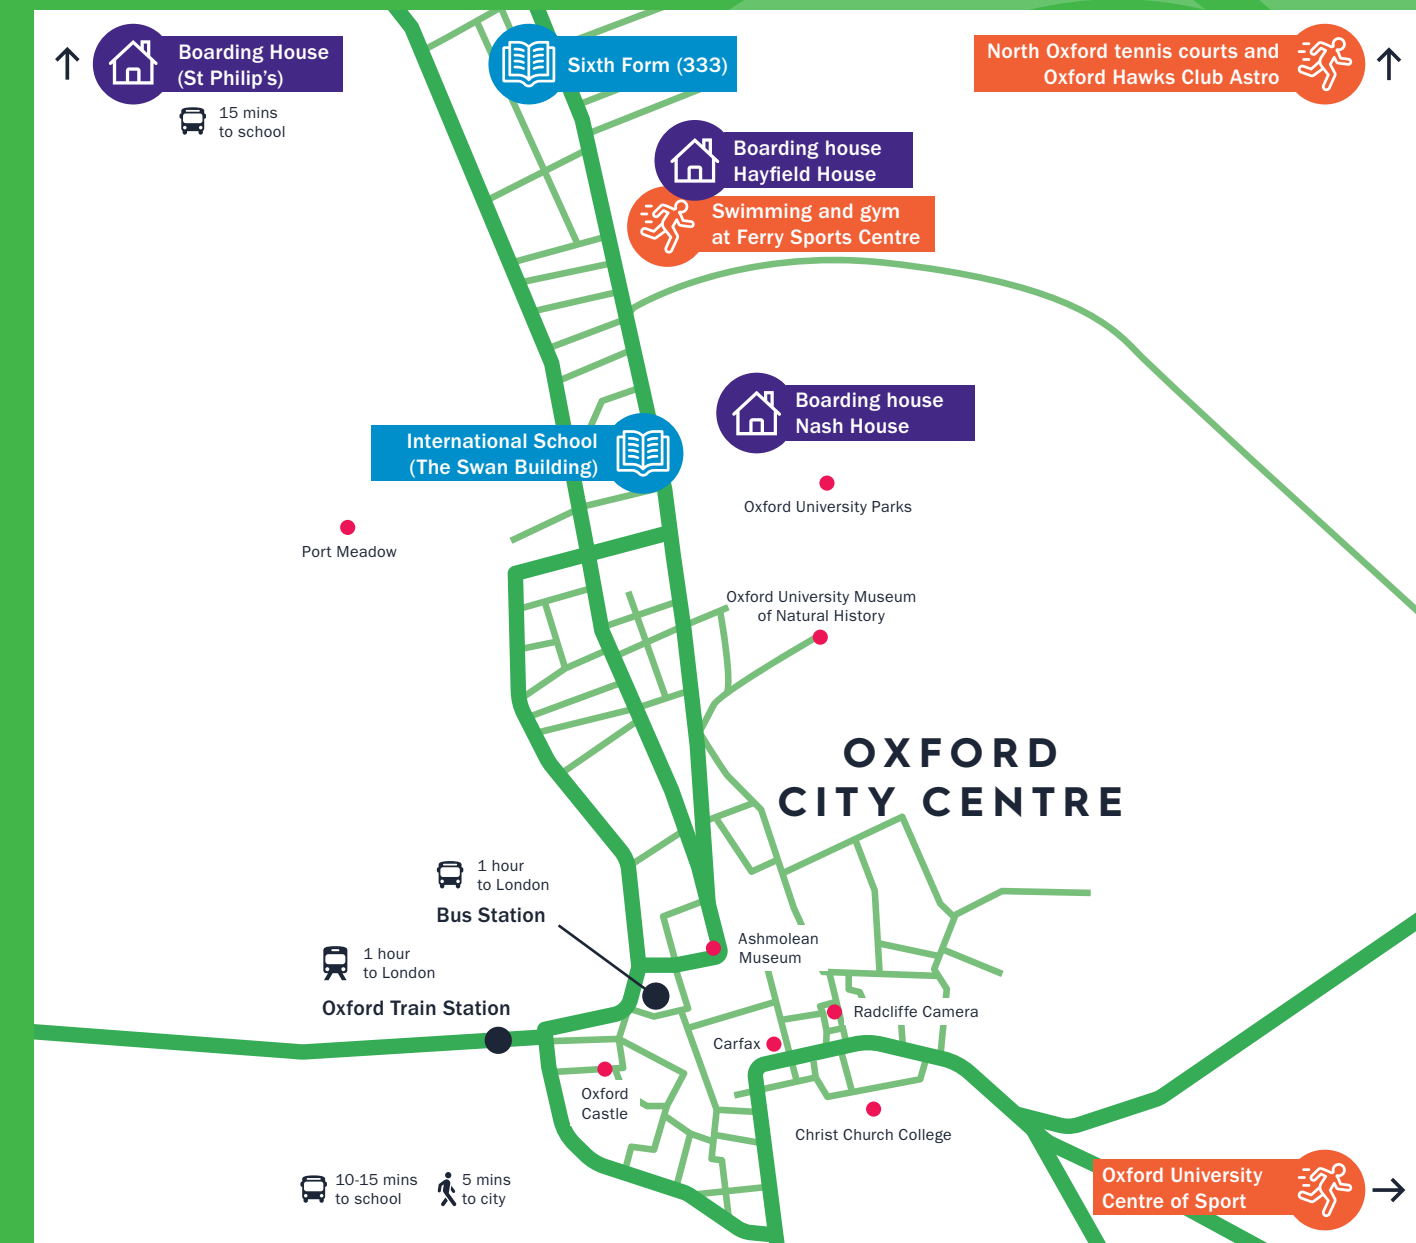 Boarding House
(St Philip's)
15 mins
to school
Sixth Form (333)
North Oxford tennis courts and
Oxford Hawks Club Astro
Boarding house
Hayfield House
Swimming and gym
at Ferry Sports Centre
Boarding house
Nash House
International School
(The Swan Building)
Oxford University Parks
Port Meadow
Oxford University Museum
of Natural History
OXFORD
CITY CENTRE
1 hour
to London
Bus Station
Ashmolean
Museum
1 hour
to London
Oxford Train Station
Radcliffe Camera
Carfax
Oxford
Castle
Christ Church College
10-15 mins
to school
5 mins
to city
Oxford University
Centre of Sport